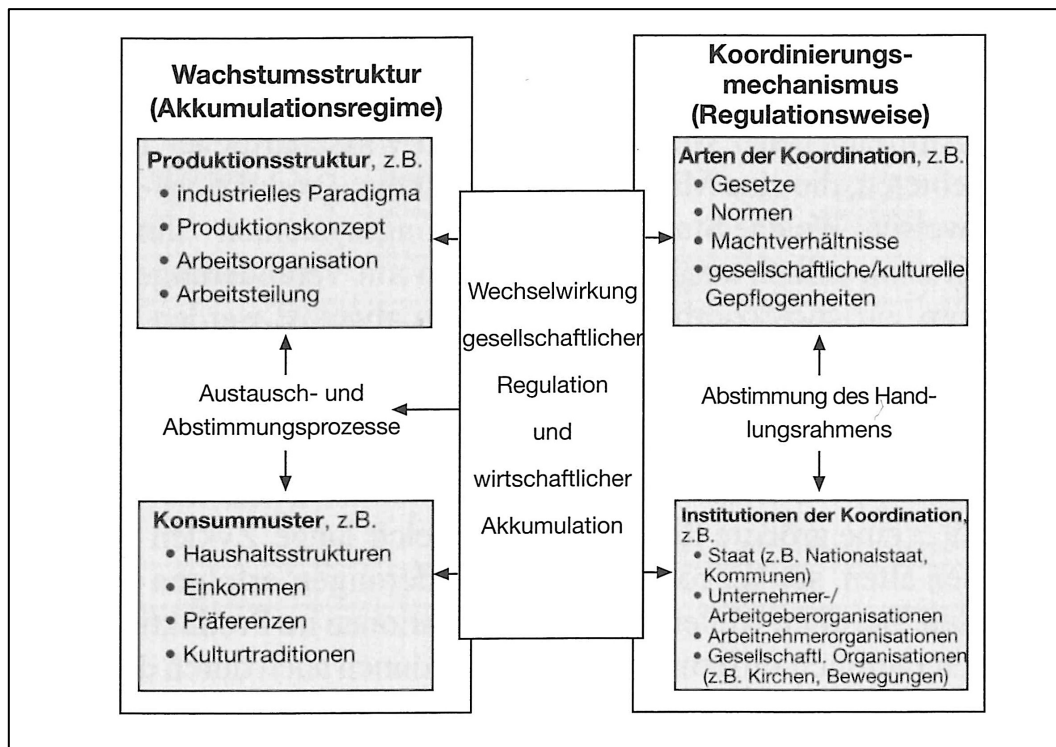 Wachstumsstruktur
(Akkumulationsregime)
Produktionsstruktur, z.B.
• industrielles Paradigma
• Produktionskonzept
• Arbeitsorganisation
• Arbeitsteilung
Austausch- und
Abstimmungsprozesse
Konsummuster, z.B.
• Haushaltsstrukturen
• Einkommen
• Präferenzen
• Kulturtraditionen
Wechselwirkung
gesellschaftlicher
Regulation
und
wirtschaftlicher
Akkumulation
Koordinierungs-
mechanismus
(Regulationsweise)
Arten der Koordination, z.B.
• Gesetze
• Normen
• Machtverhältnisse
• gesellschaftliche/kulturelle
Gepflogenheiten
Abstimmung des Hand-
lungsrahmens
Institutionen der Koordination,
z.B.
• Staat (z.B. Nationalstaat,
Kommunen)
• Unternehmer-/
Arbeitgeberorganisationen
• Arbeitnehmerorganisationen
• Gesellschaftl. Organisationen
(z.B. Kirchen, Bewegungen)